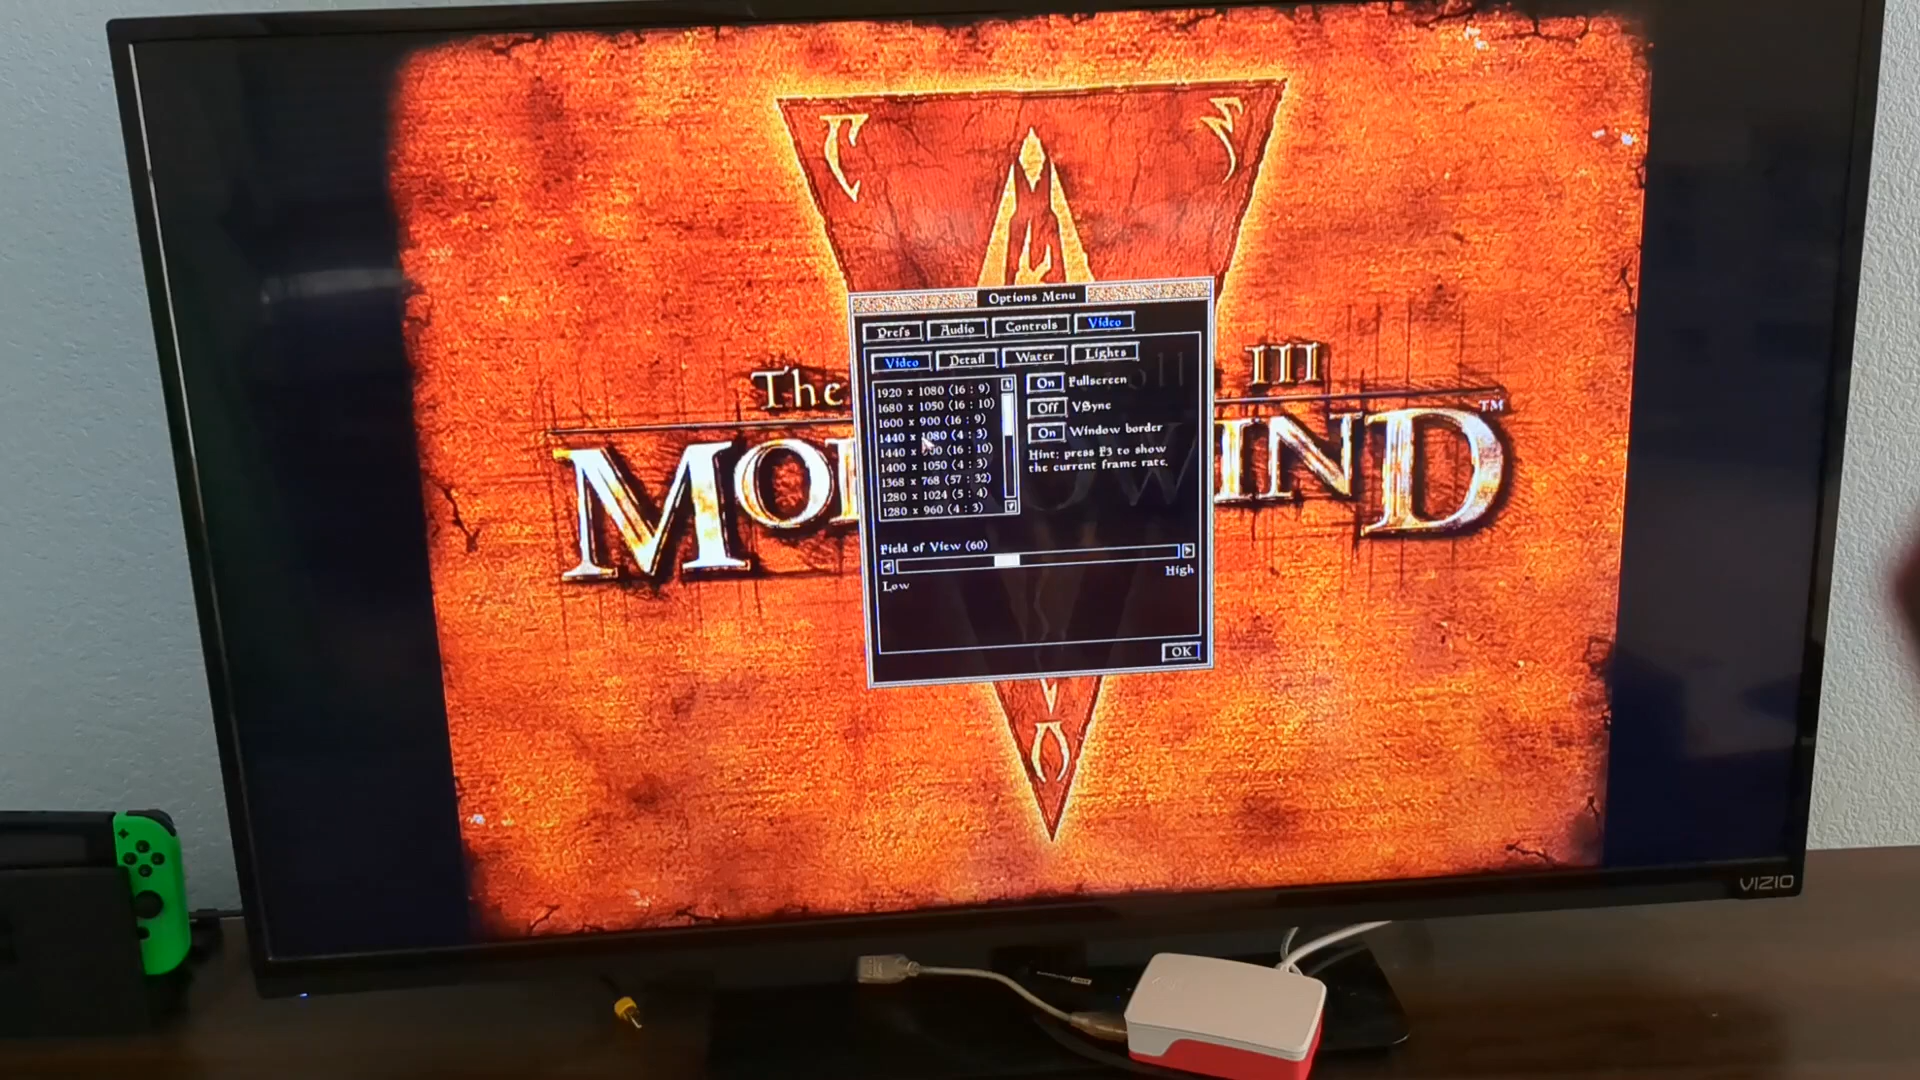 Options Menu
Prefs Audio Controls Video
Video Detail Water Lights
1920 x 1080 (16 : 9)
1680 x 1050 (16 : 10)
1600 x 900 (16 : 9)
1440 x 1080 (4 : 3)
1440 x 900 (16 : 10)
1400 x 1050 (4 : 3)
1368 x 768 (57 : 32)
1280 x 1024 (5 : 4)
1280 x 960 (4 : 3)
On Fullscreen
Off VSync
On Window border
Hint: press F3 to show
the current frame rate.
Field of View (60)
Low High
OK
The III
MO IND™
VIZIO